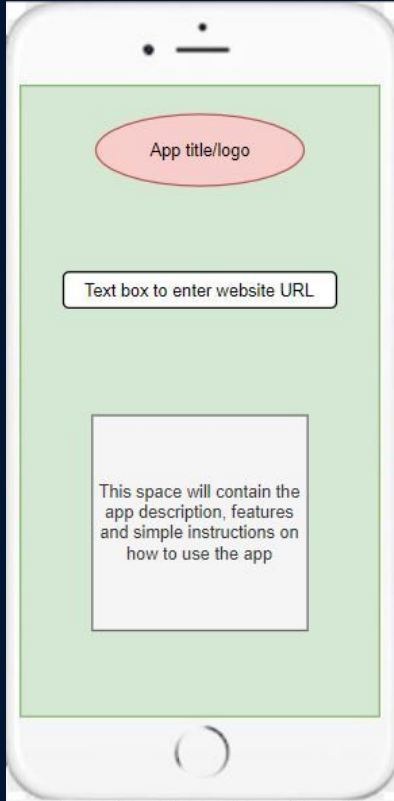 App title/logo
Text box to enter website URL
This space will contain the
app description, features
and simple instructions on
how to use the app